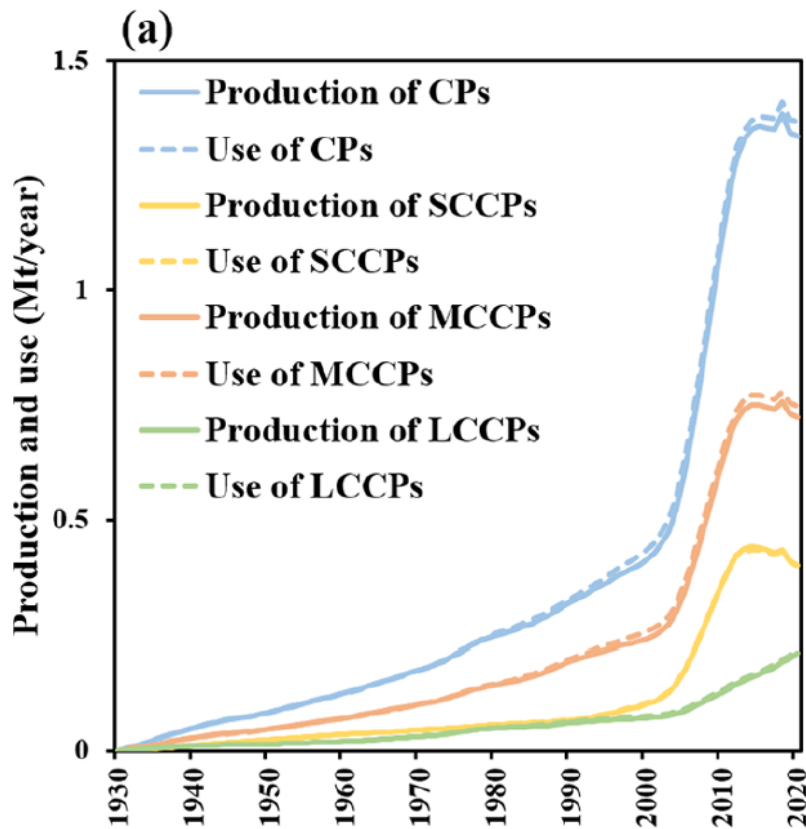 (a)
Production and use (Mt/year)
1.5
1
0.5
0
Production of CPs
Use of CPs
Production of SCCPs
Use of SCCPs
Production of MCCPs
Use of MCCPs
Production of LCCPs
Use of LCCPs
1930
1940
1950
1960
1970
1980
1990
2000
2010
2020